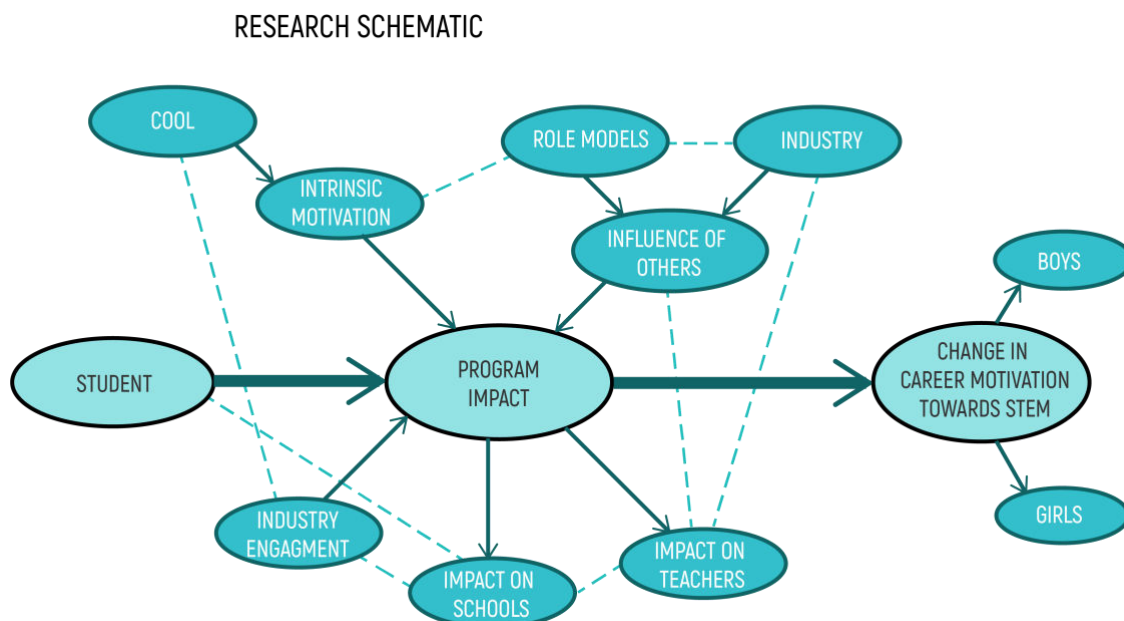 RESEARCH SCHEMATIC
COOL
ROLE MODELS
INDUSTRY
INTRINSIC
MOTIVATION
INFLUENCE OF
OTHERS
BOYS
STUDENT
PROGRAM
IMPACT
CHANGE IN
CAREER MOTIVATION
TOWARDS STEM
INDUSTRY
ENGAGMENT
IMPACT ON
SCHOOLS
IMPACT ON
TEACHERS
GIRLS